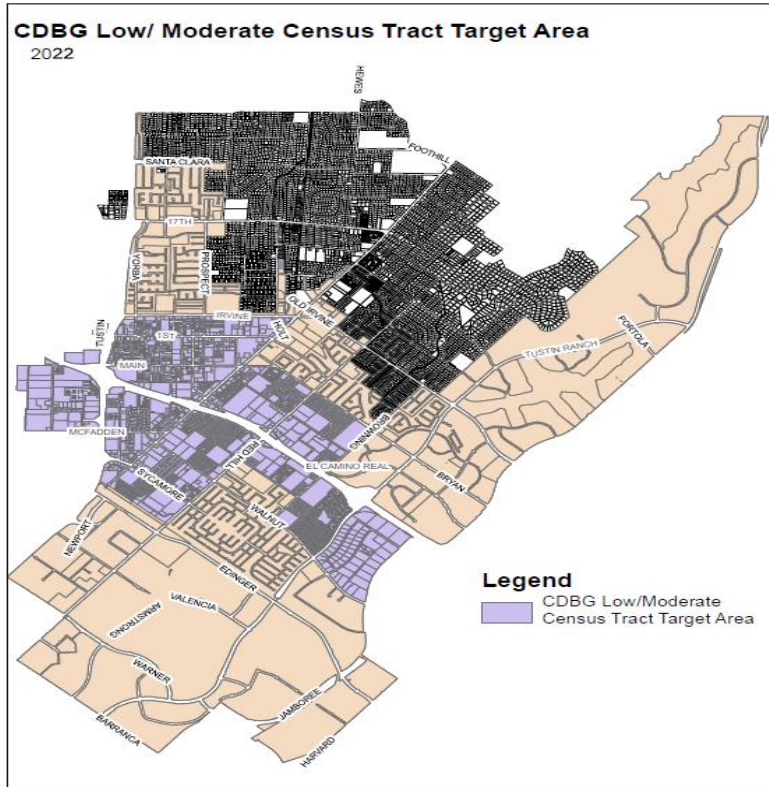 CDBG Low/ Moderate Census Tract Target Area
2022
HEWES
FOOTHILL
SANTA CLARA
17TH
YORBA
PROSPECT
IRVINE
OLD IRVINE
HOLT
TUSTIN
1ST
MAIN
TUSTIN RANCH
PORTOLA
MCFADDEN
BROWNING
RED HILL
EL CAMINO REAL
BRYAN
SYCAMORE
WALNUT
NEWPORT
EDINGER
VALENCIA
ARMSTRONG
WARNER
JAMBOREE
BARRANCA
HARVARD
Legend
CDBG Low/Moderate
Census Tract Target Area